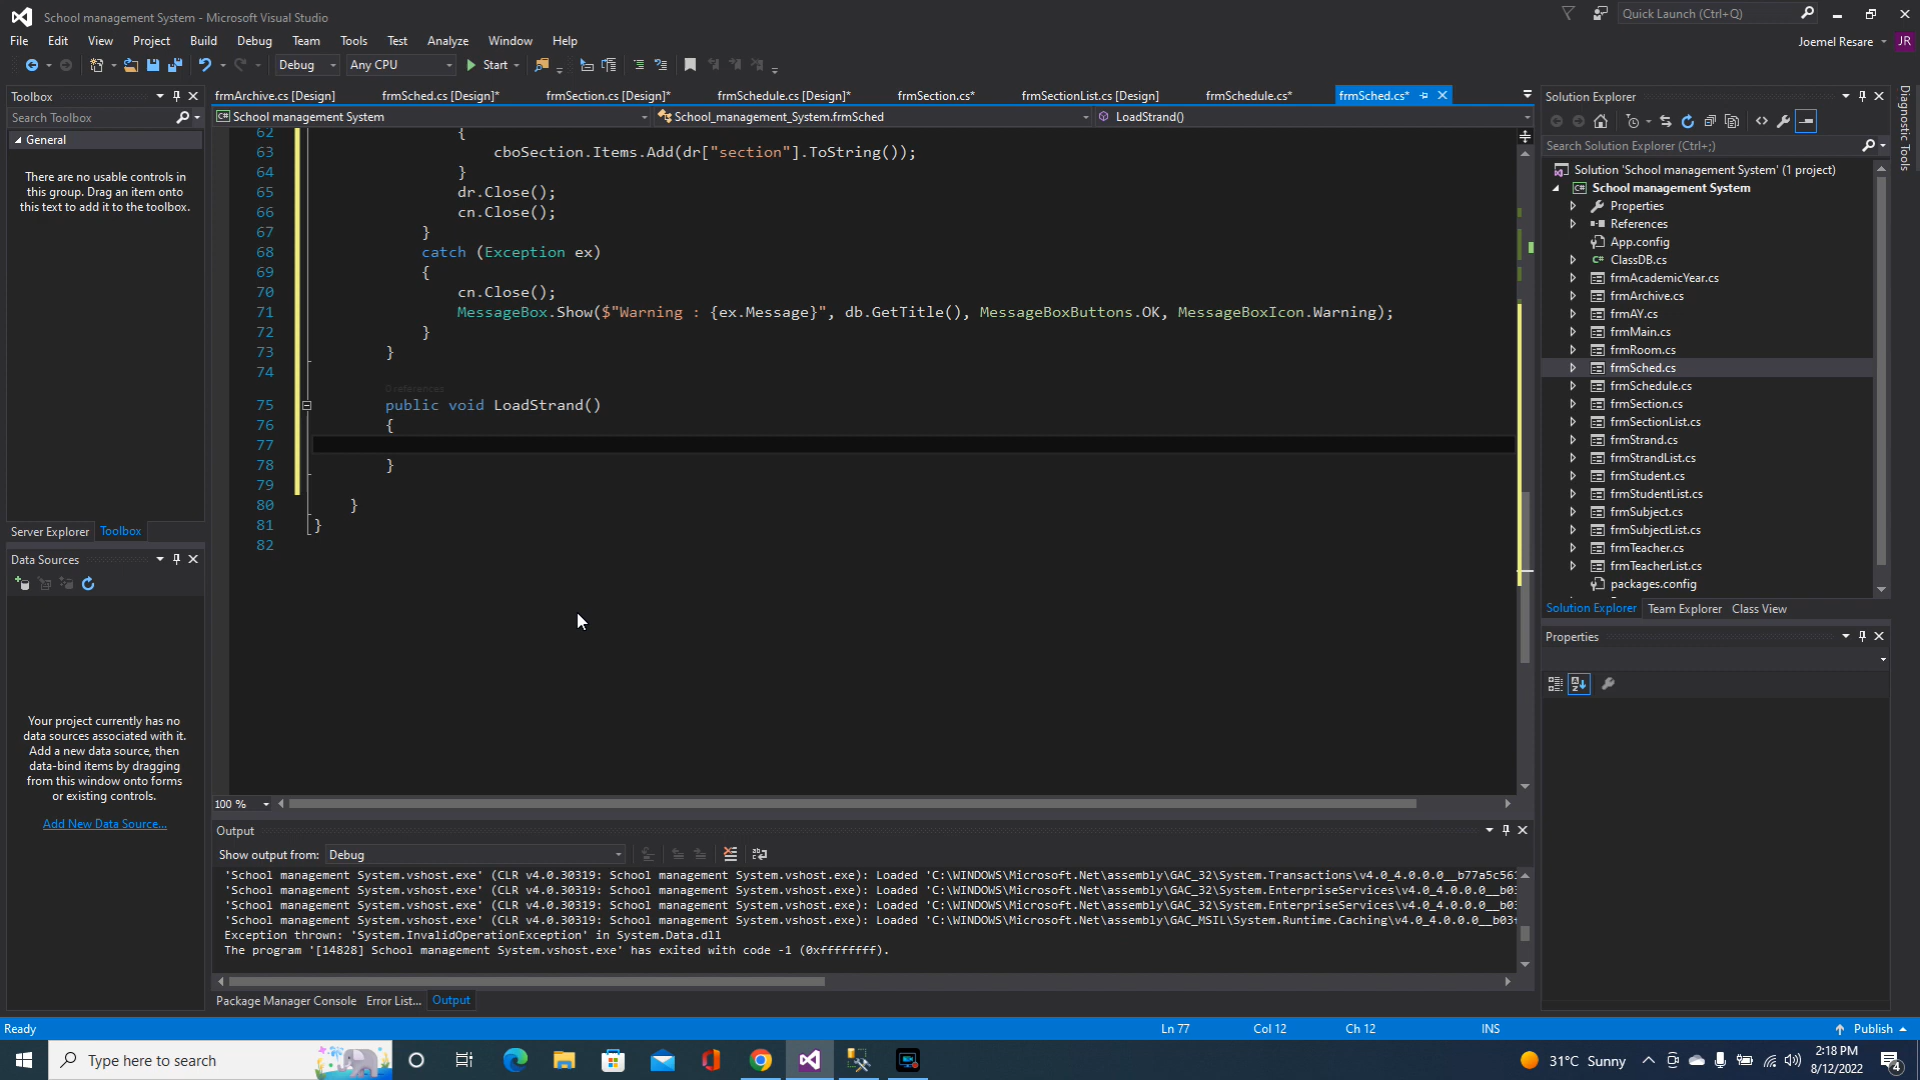 School management System - Microsoft Visual Studio
Quick Launch (Ctrl+Q)
File Edit View Project Build Debug Team Tools Test Analyze Window Help
Joemel Resare JR
Debug Any CPU Start
Toolbox
frmArchive.cs [Design] frmSched.cs [Design]* frmSection.cs [Design]* frmSchedule.cs [Design]* frmSection.cs* frmSectionList.cs [Design] frmSchedule.cs* frmSched.cs*
Solution Explorer
Diagnostic Tools
Search Toolbox
School management System School_management_System.frmSched LoadStrand()
General
There are no usable controls in
this group. Drag an item onto
this text to add it to the toolbox.
62 {
63 cboSection.Items.Add(dr["section"].ToString());
64 }
65 dr.Close();
66 cn.Close();
67 }
68 catch (Exception ex)
69 {
70 cn.Close();
71 MessageBox.Show($"Warning : {ex.Message}", db.GetTitle(), MessageBoxButtons.OK, MessageBoxIcon.Warning);
72 }
73 }
74
0 references
75 public void LoadStrand()
76 {
77
78 }
79
80 }
81 }
82
100 %
Search Solution Explorer (Ctrl+;)
Solution 'School management System' (1 project)
School management System
Properties
References
App.config
ClassDB.cs
frmAcademicYear.cs
frmArchive.cs
frmAY.cs
frmMain.cs
frmRoom.cs
frmSched.cs
frmSchedule.cs
frmSection.cs
frmSectionList.cs
frmStrand.cs
frmStrandList.cs
frmStudent.cs
frmStudentList.cs
frmSubject.cs
frmSubjectList.cs
frmTeacher.cs
frmTeacherList.cs
packages.config
Solution Explorer Team Explorer Class View
Properties
Server Explorer Toolbox
Data Sources
Your project currently has no
data sources associated with it.
Add a new data source, then
data-bind items by dragging
from this window onto forms
or existing controls.
Add New Data Source...
Output
Show output from: Debug
'School management System.vshost.exe' (CLR v4.0.30319: School management System.vshost.exe): Loaded 'C:\WINDOWS\Microsoft.Net\assembly\GAC_32\System.Transactions\v4.0_4.0.0.0__b77a5c561
'School management System.vshost.exe' (CLR v4.0.30319: School management System.vshost.exe): Loaded 'C:\WINDOWS\Microsoft.Net\assembly\GAC_32\System.EnterpriseServices\v4.0_4.0.0.0__b03
'School management System.vshost.exe' (CLR v4.0.30319: School management System.vshost.exe): Loaded 'C:\WINDOWS\Microsoft.Net\assembly\GAC_32\System.EnterpriseServices\v4.0_4.0.0.0__b03
'School management System.vshost.exe' (CLR v4.0.30319: School management System.vshost.exe): Loaded 'C:\WINDOWS\Microsoft.Net\assembly\GAC_MSIL\System.Runtime.Caching\v4.0_4.0.0.0__b03f
Exception thrown: 'System.InvalidOperationException' in System.Data.dll
The program '[14828] School management System.vshost.exe' has exited with code -1 (0xffffffff).
Package Manager Console Error List... Output
Ready Ln 77 Col 12 Ch 12 INS Publish
Type here to search
31°C Sunny
2:18 PM
8/12/2022
4